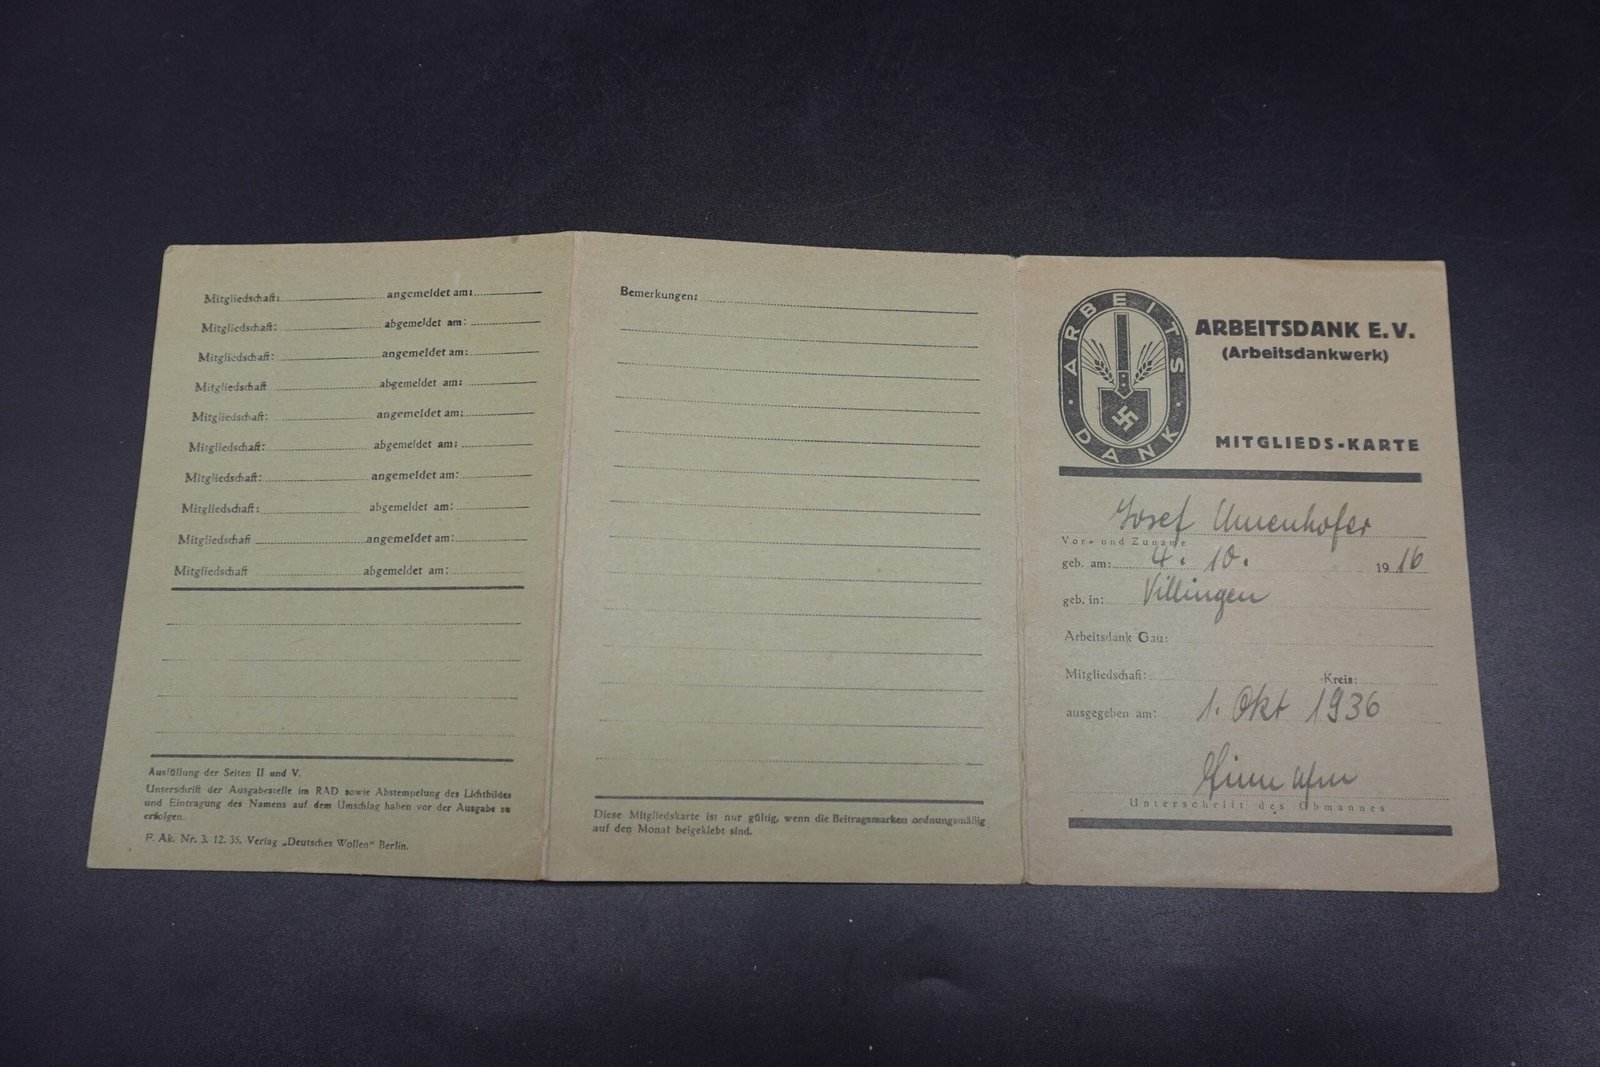 Mitgliedschaft: angemeldet am:
Mitgliedschaft: abgemeldet am:
Mitgliedschaft: angemeldet am:
Mitgliedschaft abgemeldet am:
Mitgliedschaft: angemeldet am:
Mitgliedschaft: abgemeldet am:
Mitgliedschaft: angemeldet am:
Mitgliedschaft: abgemeldet am:
Mitgliedschaft angemeldet am:
Mitgliedschaft abgemeldet am:
Ausfüllung der Seiten II und V.
Unterschrift der Ausgabestelle im RAD sowie Abstempelung des Lichtbildes
und Eintragung des Namens auf dem Umschlag haben vor der Ausgabe zu
erfolgen.
F. Ak. Nr. 3. 12. 35. Verlag „Deutsches Wollen" Berlin.
Bemerkungen:
Diese Mitgliedskarte ist nur gültig, wenn die Beitragsmarken ordnungsmäßig
auf den Monat beigeklebt sind.
ARBEITS DANK
ARBEITSDANK E.V.
(Arbeitsdankwerk)
MITGLIEDS-KARTE
Josef Umenhofer
Vor- und Zuname
geb. am: 4. 10. 1916
geb. in: Villingen
Arbeitsdank Gau:
Mitgliedschaft: Kreis:
ausgegeben am: 1. Okt 1936
Unterschrift des Obmannes